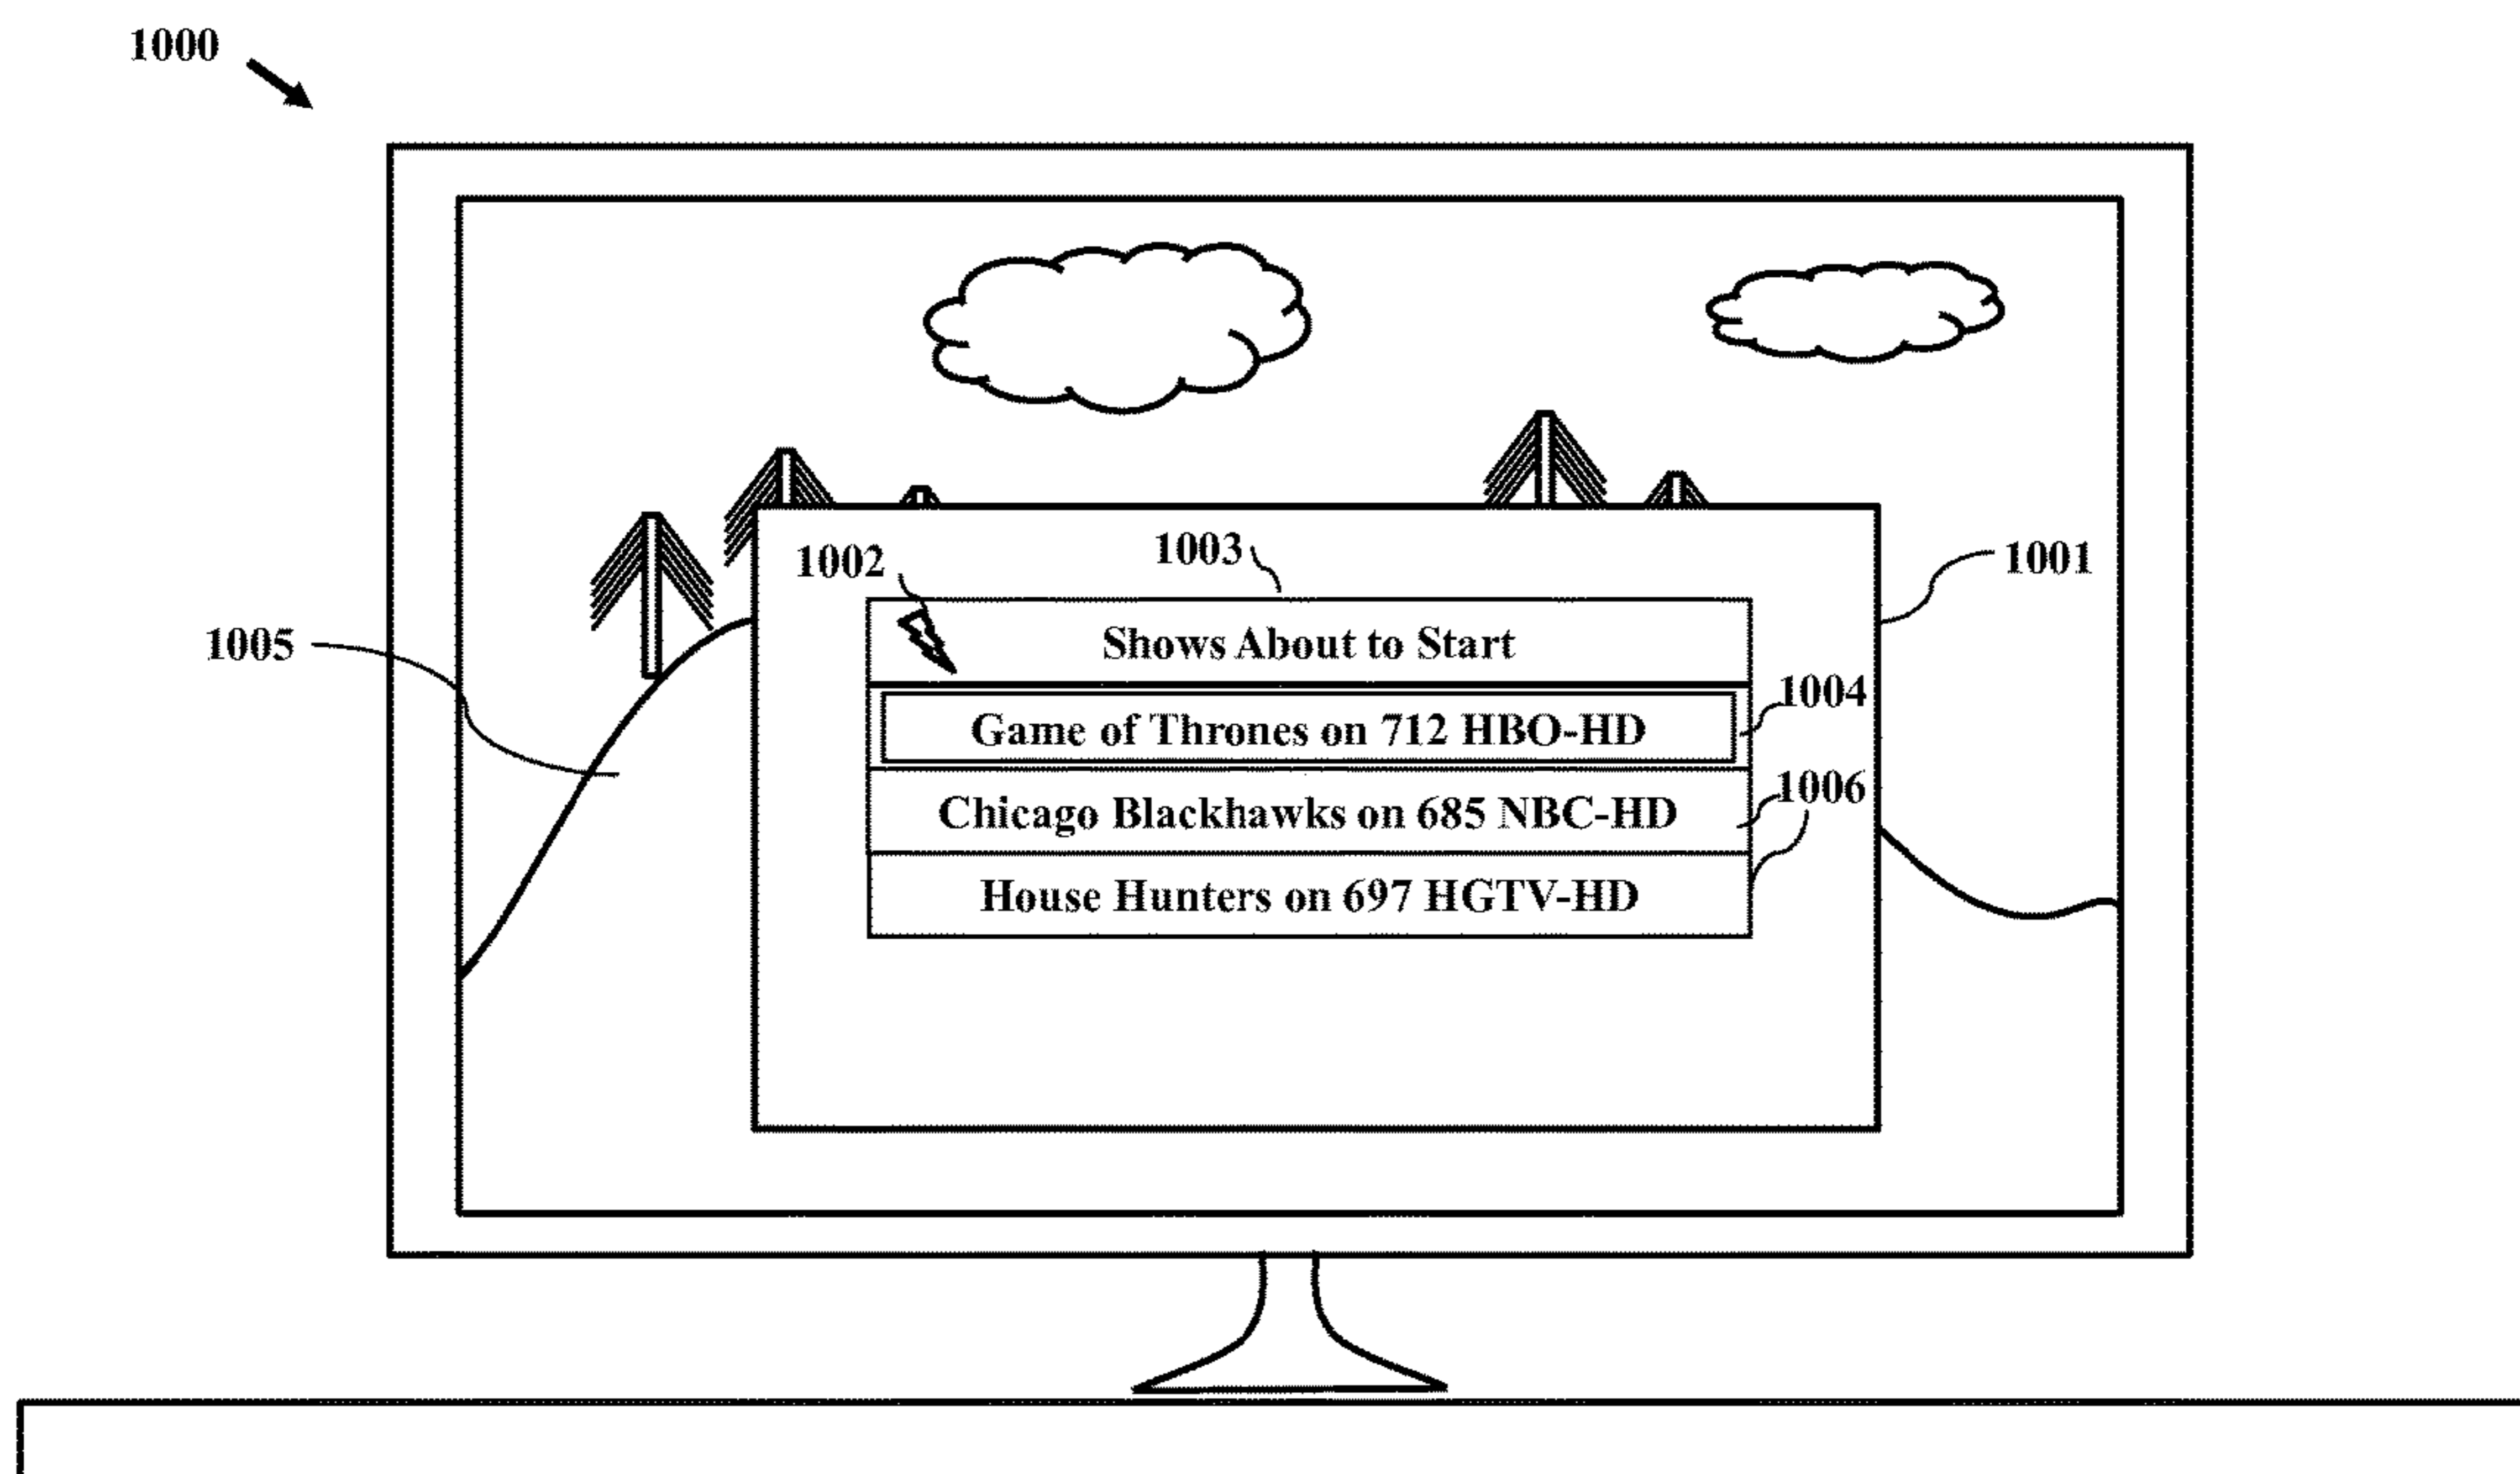 1000
1002
1003
1001
1005
Shows About to Start
1004
Game of Thrones on 712 HBO-HD
1006
Chicago Blackhawks on 685 NBC-HD
House Hunters on 697 HGTV-HD